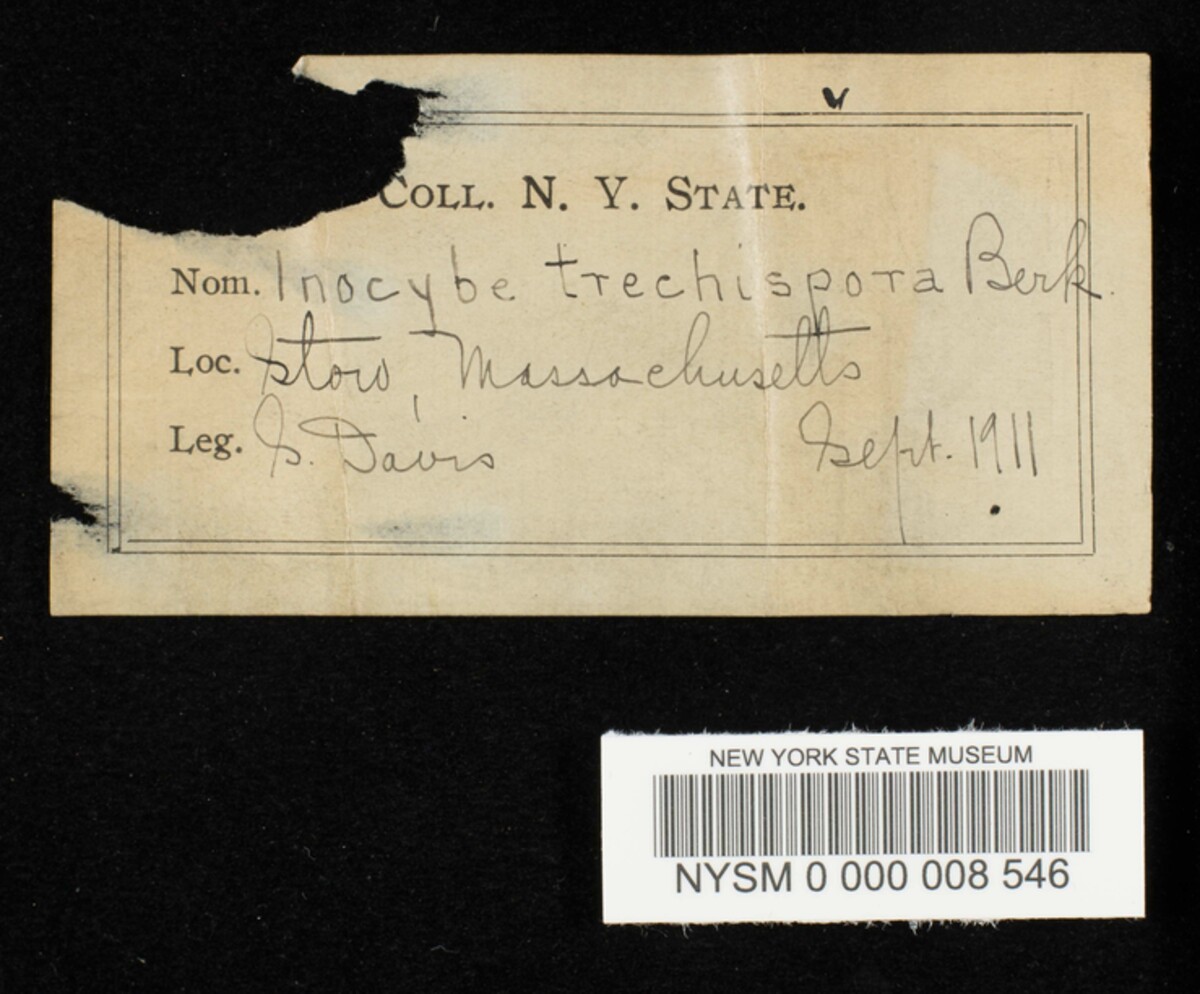 COLL. N. Y. STATE.
Nom. Inocybe trechispora Berk.
Loc. Stow, Massachusetts
Leg. S. Davis Sept. 1911
NEW YORK STATE MUSEUM
NYSM 0 000 008 546